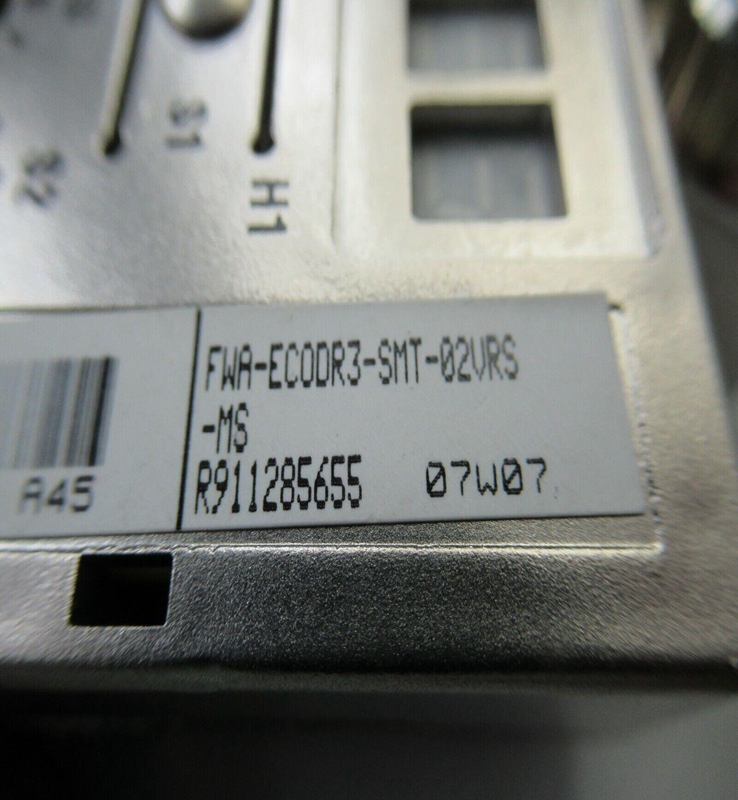 S1
S2
H1
FWA-ECODR3-SMT-02VRS
-MS
R911285655 07W07
A45